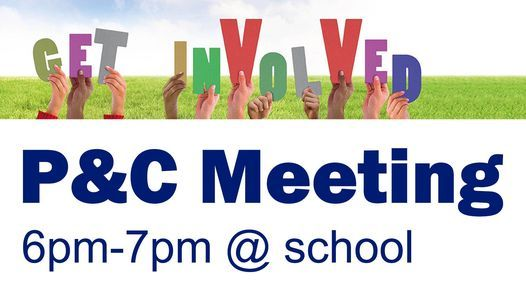 GET INVOLVED
P&C Meeting
6pm-7pm @ school